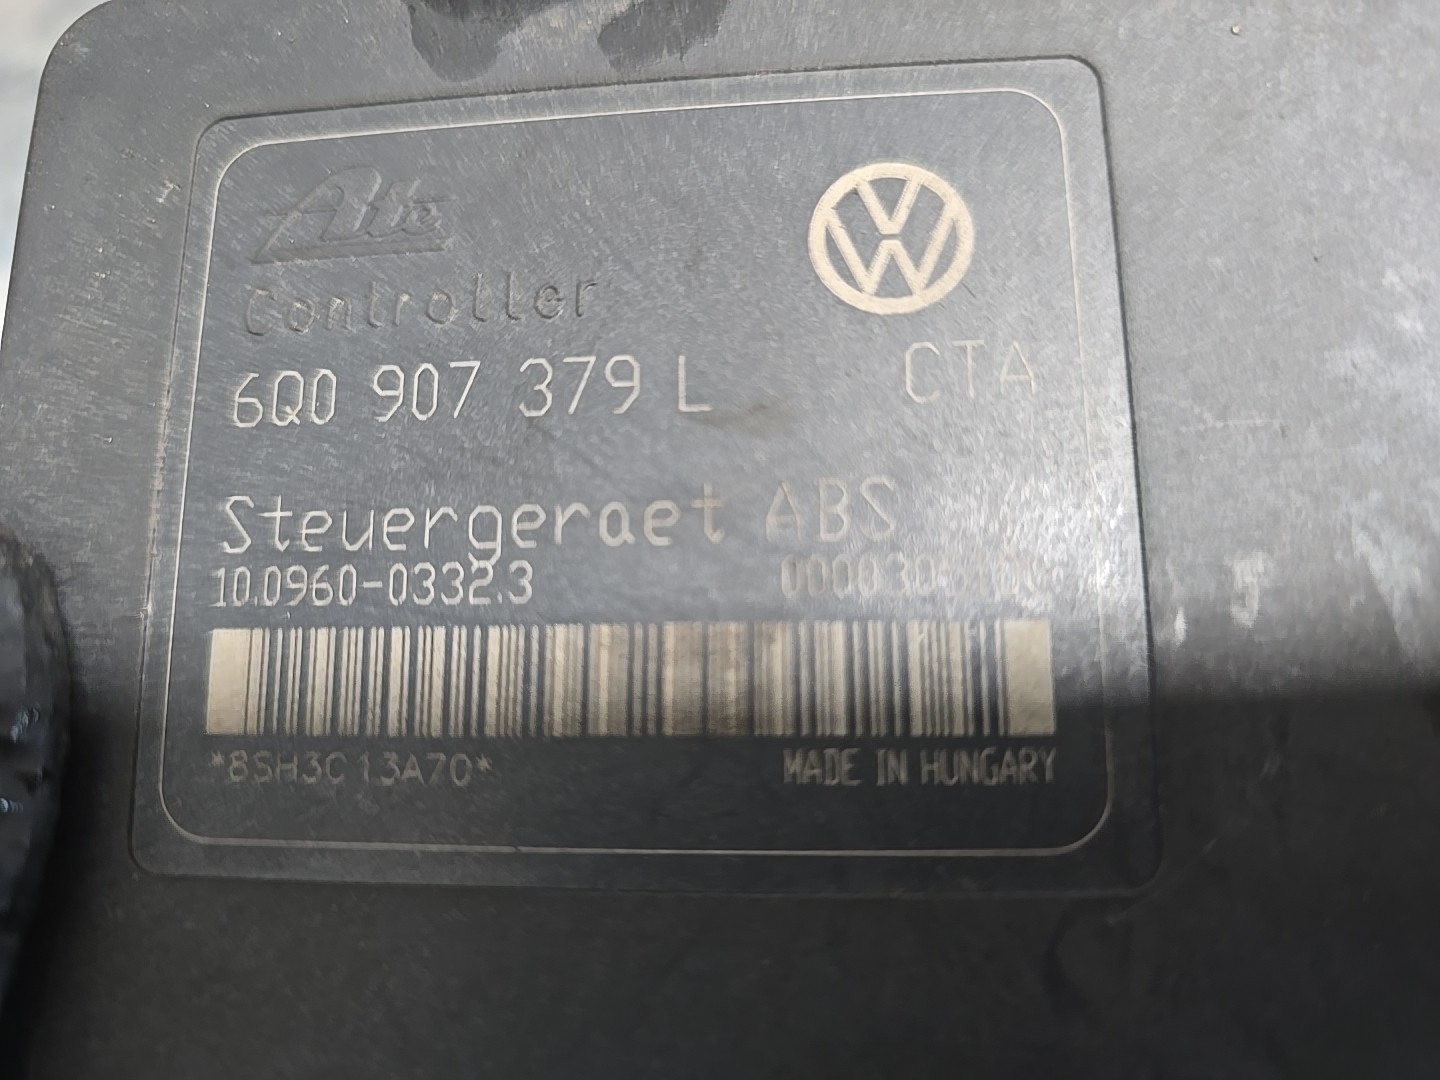 Ate
Controller
6Q0 907 379 L CTA
Steuergeraet ABS
10.0960-0332.3
*8SH3C13A70* MADE IN HUNGARY